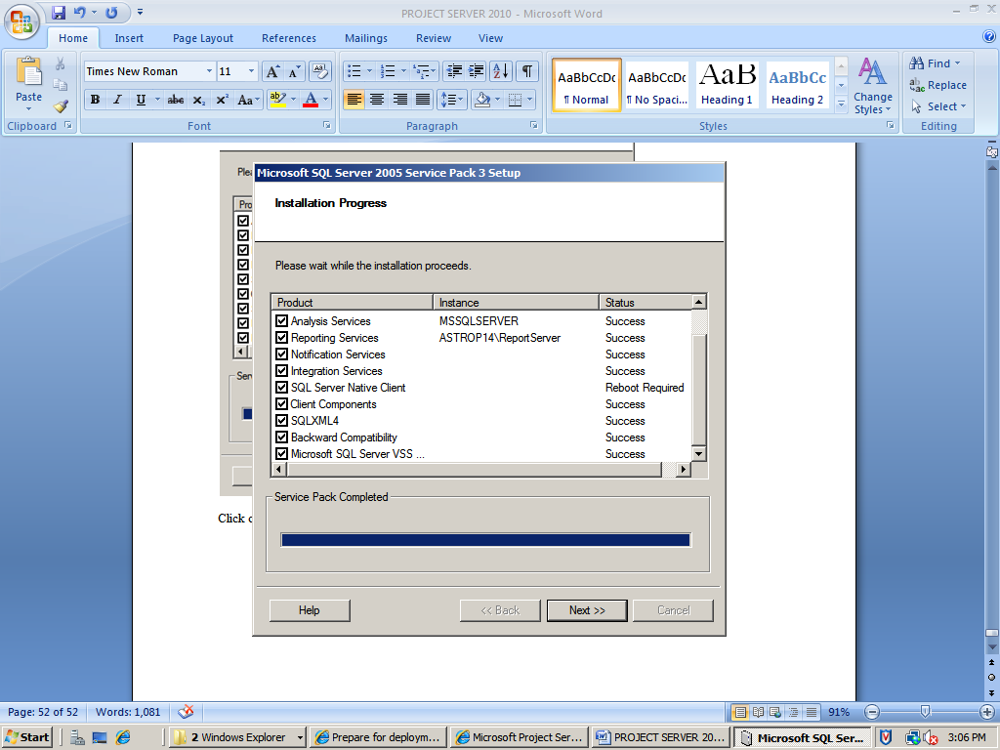 PROJECT SERVER 2010 - Microsoft Word
Home Insert Page Layout References Mailings Review View
Paste
Clipboard
Times New Roman 11
B I U abc X₂ X² Aa ab A
Font
Paragraph
AaBbCcDc AaBbCcDc AaB AaBbCc
¶ Normal ¶ No Spaci... Heading 1 Heading 2
Change Styles
Styles
Find
Replace
Select
Editing
Plea
Pro
Serv
Click o
Microsoft SQL Server 2005 Service Pack 3 Setup
Installation Progress
Please wait while the installation proceeds.
Product Instance Status
Analysis Services MSSQLSERVER Success
Reporting Services ASTROP14\ReportServer Success
Notification Services Success
Integration Services Success
SQL Server Native Client Reboot Required
Client Components Success
SQLXML4 Success
Backward Compatibility Success
Microsoft SQL Server VSS ... Success
Service Pack Completed
Help << Back Next >> Cancel
Page: 52 of 52 Words: 1,081 91%
Start 2 Windows Explorer Prepare for deploym... Microsoft Project Ser... PROJECT SERVER 20... Microsoft SQL Ser... 3:06 PM